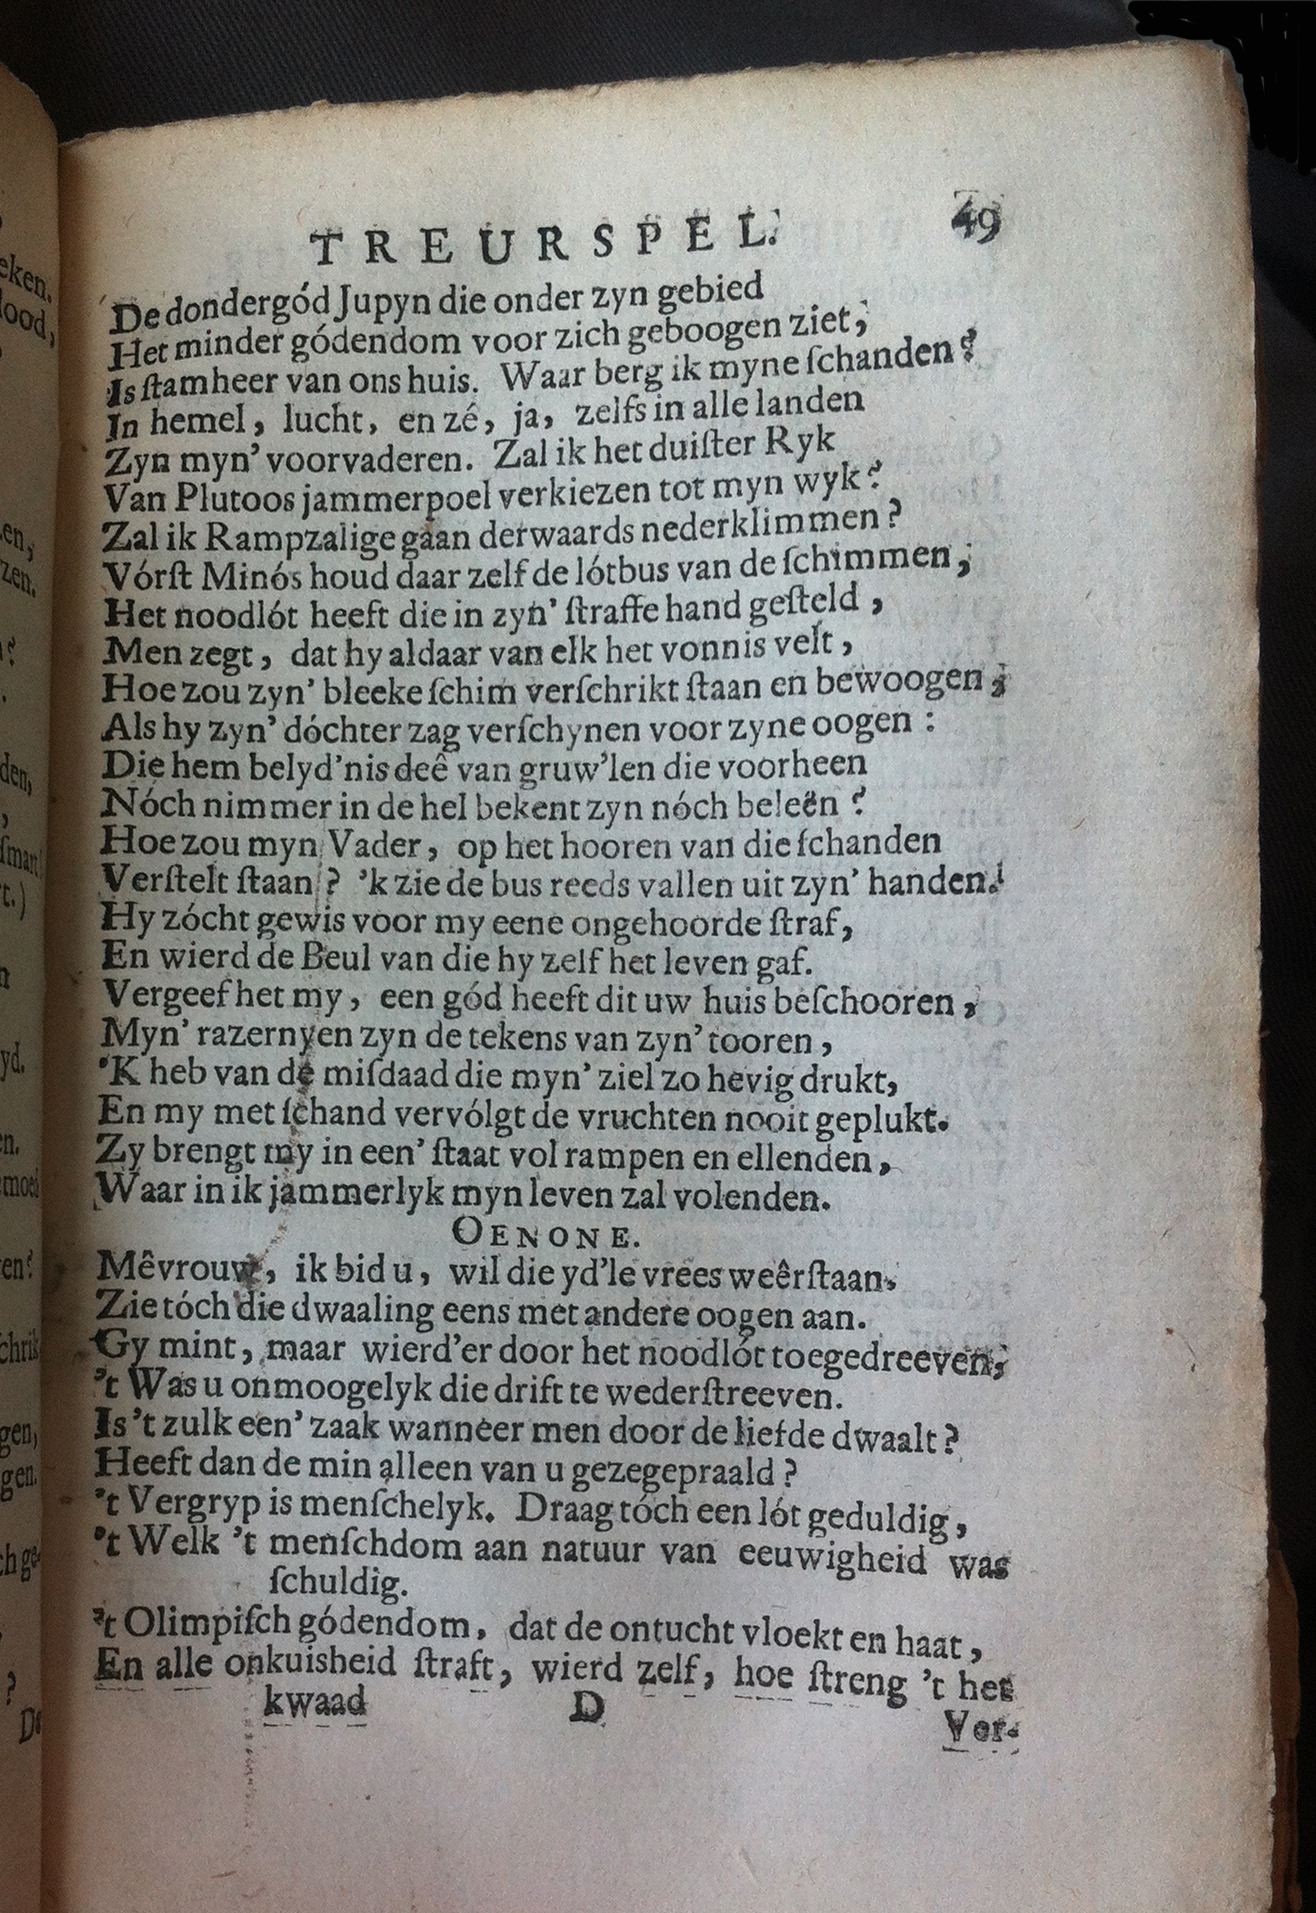 TREURSPEL. 49
De dondergód Jupyn die onder zyn gebied
Het minder gódendom voor zich geboogen ziet;
Is ſtamheer van ons huis. Waar berg ik myne ſchanden?
In hemel, lucht, en zé, ja, zelfs in alle landen
Zyn myn' voorvaderen. Zal ik het duiſter Ryk
Van Plutoos jammerpoel verkiezen tot myn wyk?
Zal ik Rampzalige gaan derwaards nederklimmen?
Vórſt Minós houd daar zelf de lótbus van de ſchimmen;
Het noodlót heeft die in zyn' ſtraffe hand geſteld,
Men zegt, dat hy aldaar van elk het vonnis velt,
Hoe zou zyn' bleeke ſchim verſchrikt ſtaan en bewoogen;
Als hy zyn' dóchter zag verſchynen voor zyne oogen:
Die hem belyd'nis deê van gruw'len die voorheen
Nóch nimmer in de hel bekent zyn nóch beleën?
Hoe zou myn Vader, op het hooren van die ſchanden
Verſtelt ſtaan? 'k zie de bus reeds vallen uit zyn' handen.
Hy zócht gewis voor my eene ongehoorde ſtraf,
En wierd de Beul van die hy zelf het leven gaf.
Vergeef het my, een gód heeft dit uw huis beſchooren,
Myn' razernyen zyn de tekens van zyn' tooren,
'K heb van de miſdaad die myn' ziel zo hevig drukt,
En my met ſchand vervólgt de vruchten nooit geplukt.
Zy brengt my in een' ſtaat vol rampen en ellenden,
Waar in ik jammerlyk myn leven zal volenden.
OENONE.
Mêvrouw, ik bid u, wil die yd'le vrees weêrſtaan.
Zie tóch die dwaaling eens met andere oogen aan.
Gy mint, maar wierd'er door het noodlót toegedreeven;
't Was u onmoogelyk die drift te wederſtreeven.
Is 't zulk een' zaak wanneer men door de liefde dwaalt?
Heeft dan de min alleen van u gezegepraald?
't Vergryp is menſchelyk. Draag tóch een lót geduldig,
't Welk 't menſchdom aan natuur van eeuwigheid was
ſchuldig.
't Olimpiſch gódendom, dat de ontucht vloekt en haat,
En alle onkuisheid ſtraft, wierd zelf, hoe ſtreng 't het
kwaad D
Ver-